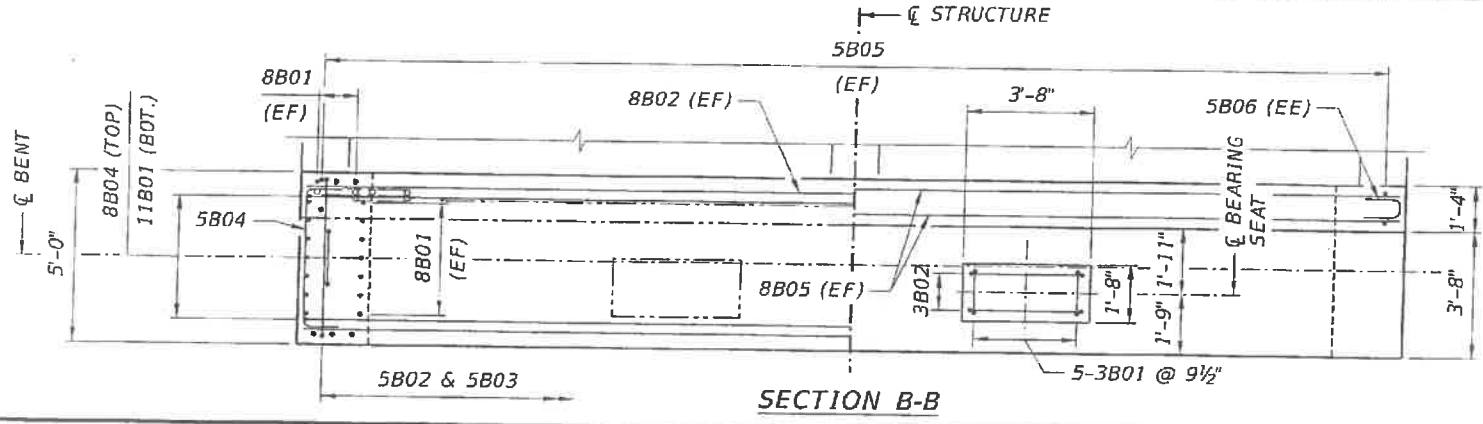 ℄ STRUCTURE
5B05
(EF)
8B01
(EF)
8B02 (EF)
3'-8"
5B06 (EE)
℄ BENT
8B04 (TOP)
11B01 (BOT.)
5'-0"
5B04
8B01
(EF)
8B05 (EF)
3B02
1'-8"
1'-11"
1'-9"
℄ BEARING
SEAT
1'-4"
3'-8"
5B02 & 5B03
5-3B01 @ 9½"
SECTION B-B